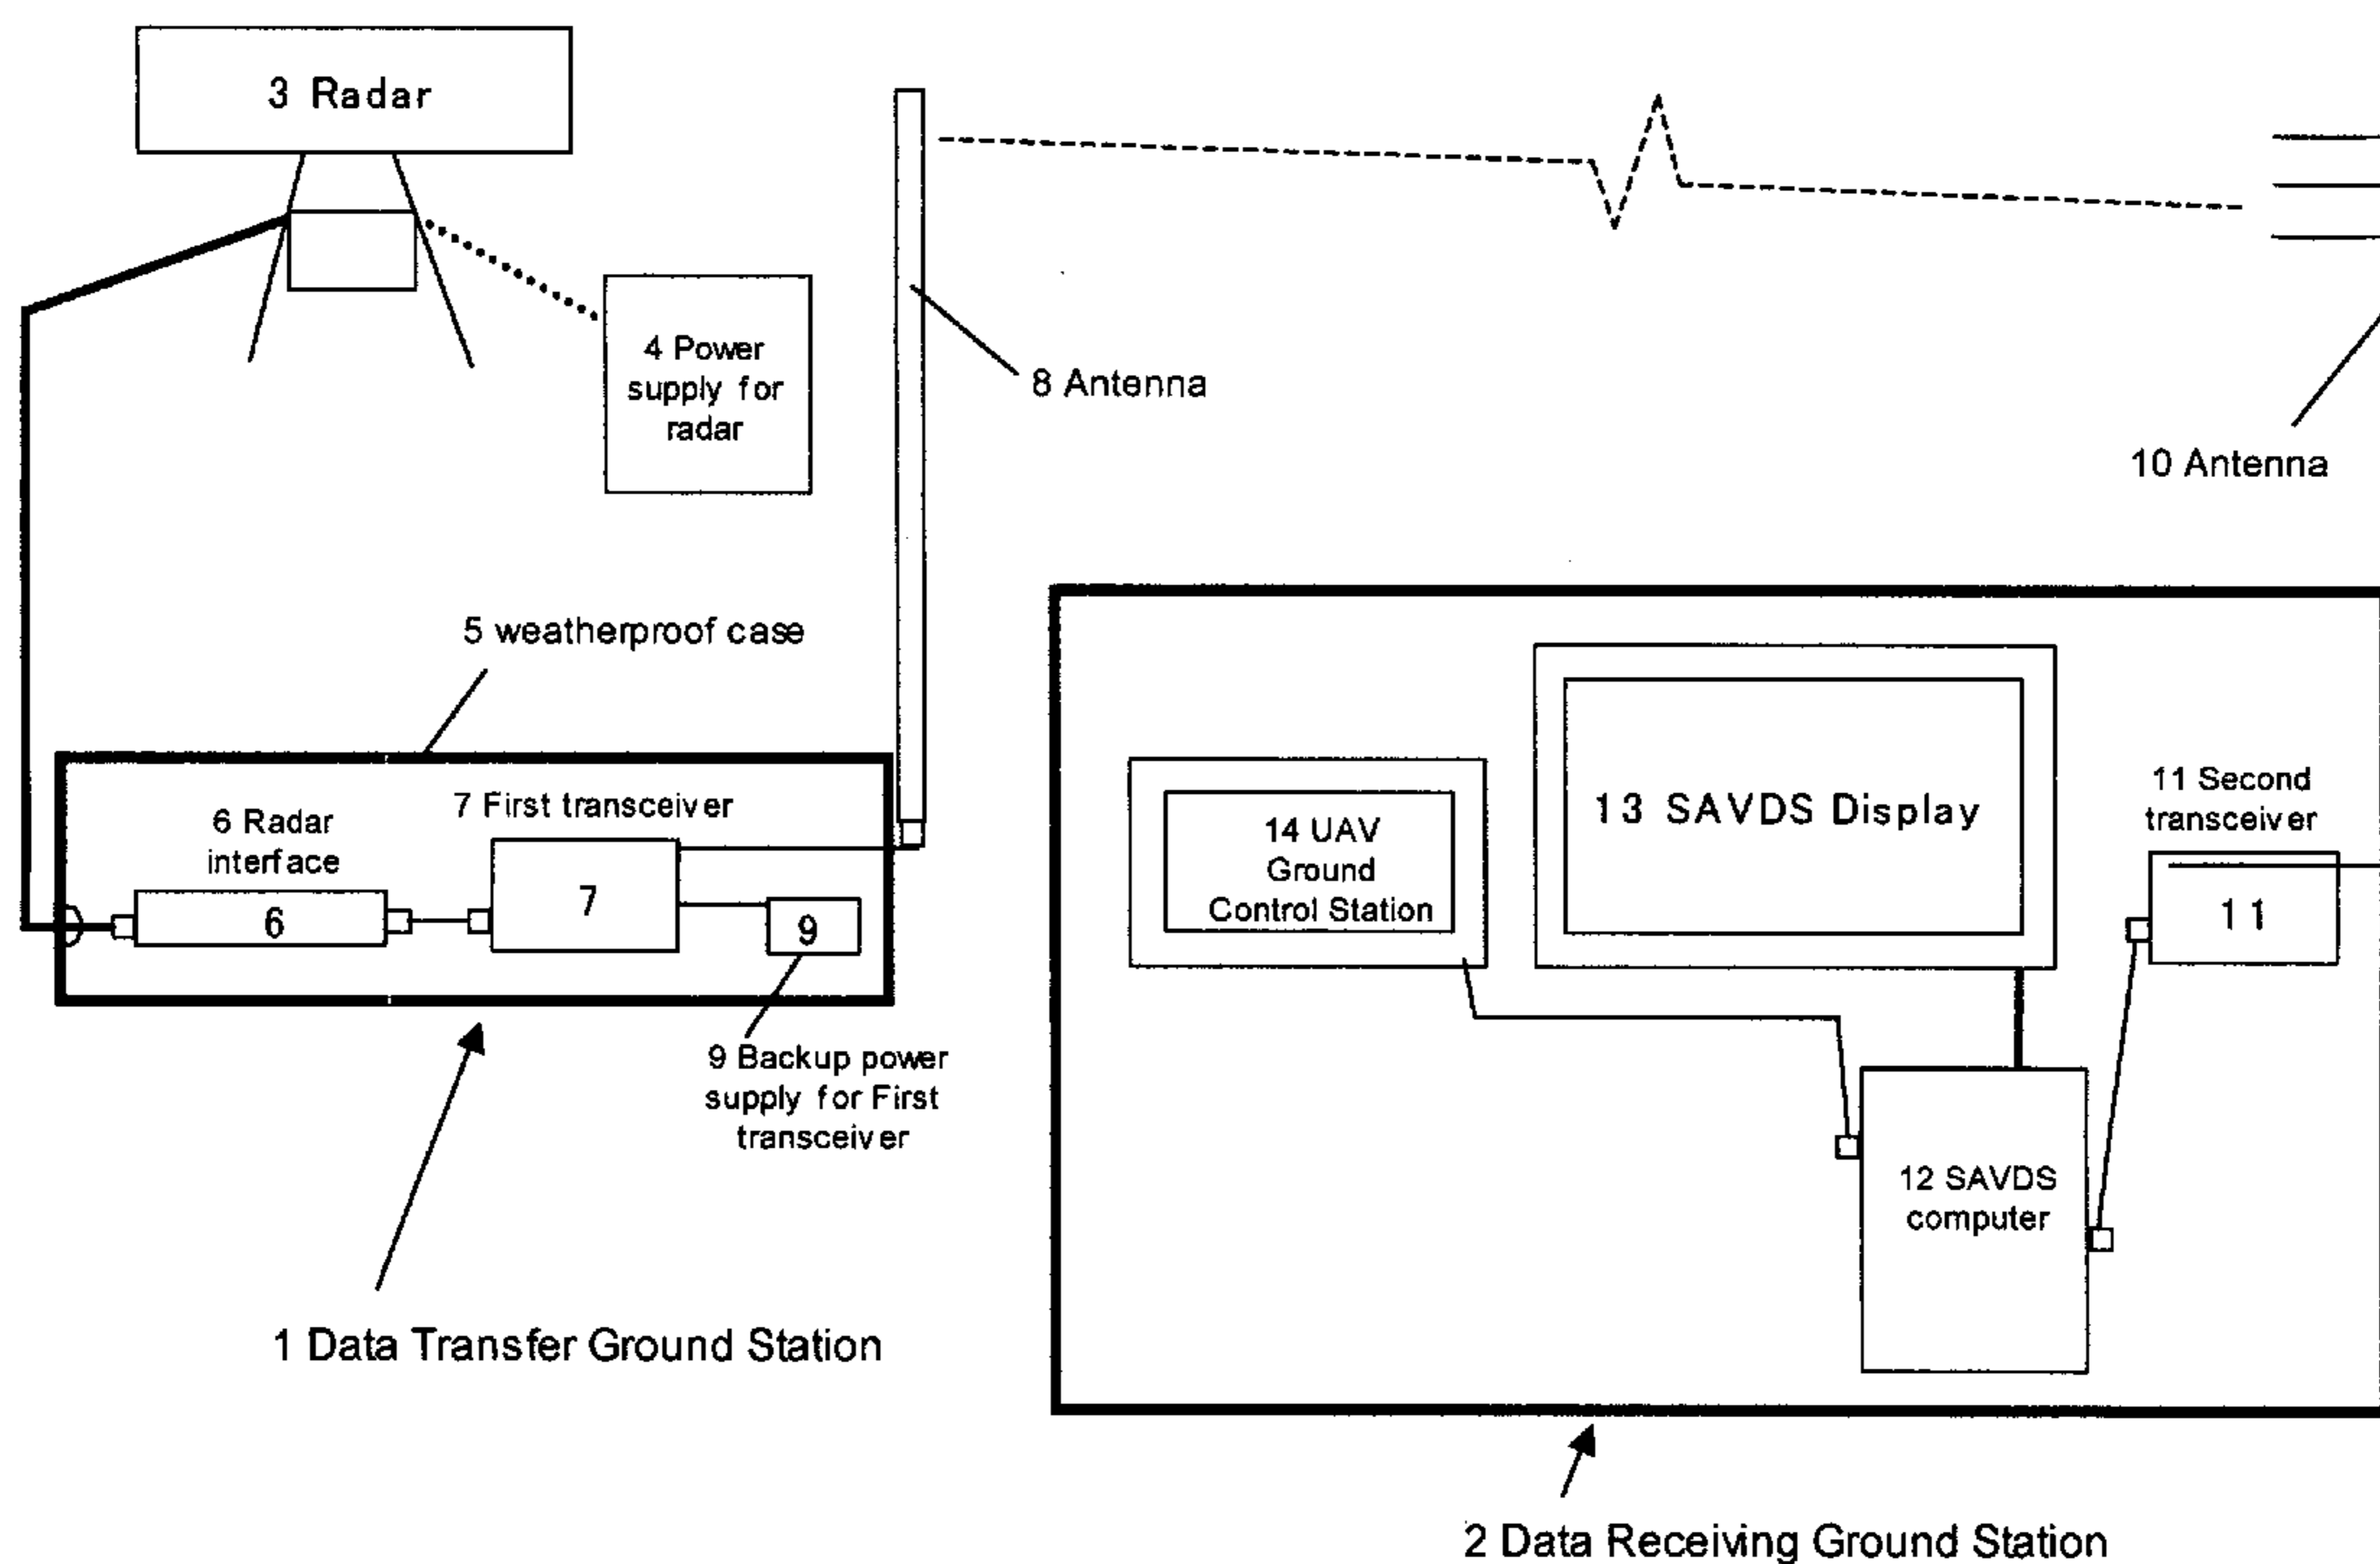 3 Radar
4 Power
supply for
radar
8 Antenna
10 Antenna
5 weatherproof case
6 Radar
interface
7 First transceiver
6
7
9
9 Backup power
supply for First
transceiver
1 Data Transfer Ground Station
14 UAV
Ground
Control Station
13 SAVDS Display
11 Second
transceiver
11
12 SAVDS
computer
2 Data Receiving Ground Station